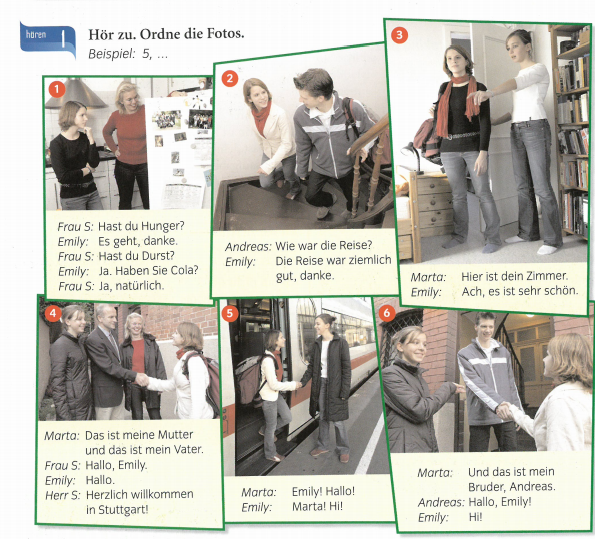 hören 1
Hör zu. Ordne die Fotos.
Beispiel: 5, ...
1
Frau S: Hast du Hunger?
Emily: Es geht, danke.
Frau S: Hast du Durst?
Emily: Ja. Haben Sie Cola?
Frau S: Ja, natürlich.
2
Andreas: Wie war die Reise?
Emily: Die Reise war ziemlich
gut, danke.
3
Marta: Hier ist dein Zimmer.
Emily: Ach, es ist sehr schön.
4
Marta: Das ist meine Mutter
und das ist mein Vater.
Frau S: Hallo, Emily.
Emily: Hallo.
Herr S: Herzlich willkommen
in Stuttgart!
5
Marta: Emily! Hallo!
Emily: Marta! Hi!
6
Marta: Und das ist mein
Bruder, Andreas.
Andreas: Hallo, Emily!
Emily: Hi!